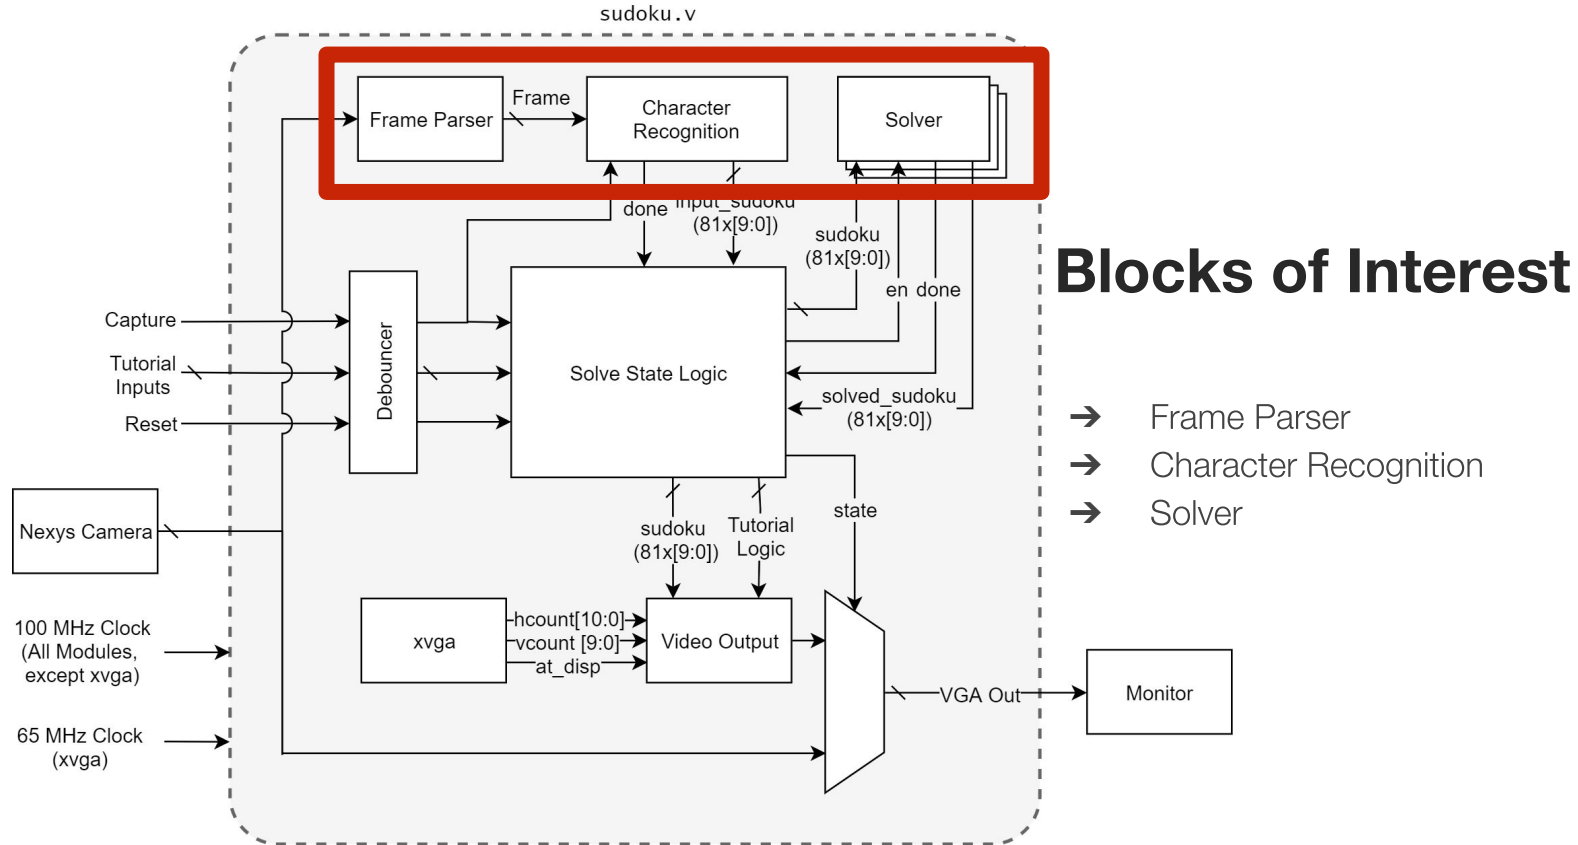 sudoku.v
Frame Parser
Frame
Character
Recognition
Solver
done
input_sudoku
(81x[9:0])
sudoku
(81x[9:0])
en done
Blocks of Interest
Capture
Tutorial
Inputs
Reset
Debouncer
Solve State Logic
solved_sudoku
(81x[9:0])
➔ Frame Parser
➔ Character Recognition
➔ Solver
Nexys Camera
sudoku
(81x[9:0])
Tutorial
Logic
state
100 MHz Clock
(All Modules,
except xvga)
65 MHz Clock
(xvga)
xvga
hcount[10:0]
vcount [9:0]
at_disp
Video Output
VGA Out
Monitor